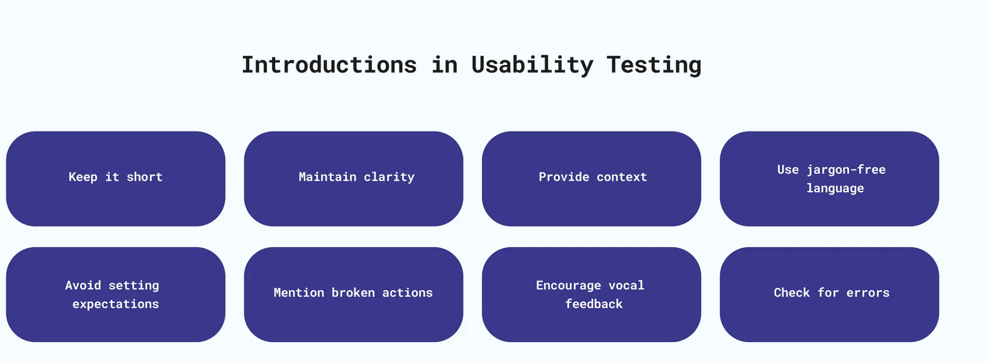 Introductions in Usability Testing
Keep it short
Maintain clarity
Provide context
Use jargon-free
language
Avoid setting
expectations
Mention broken actions
Encourage vocal
feedback
Check for errors